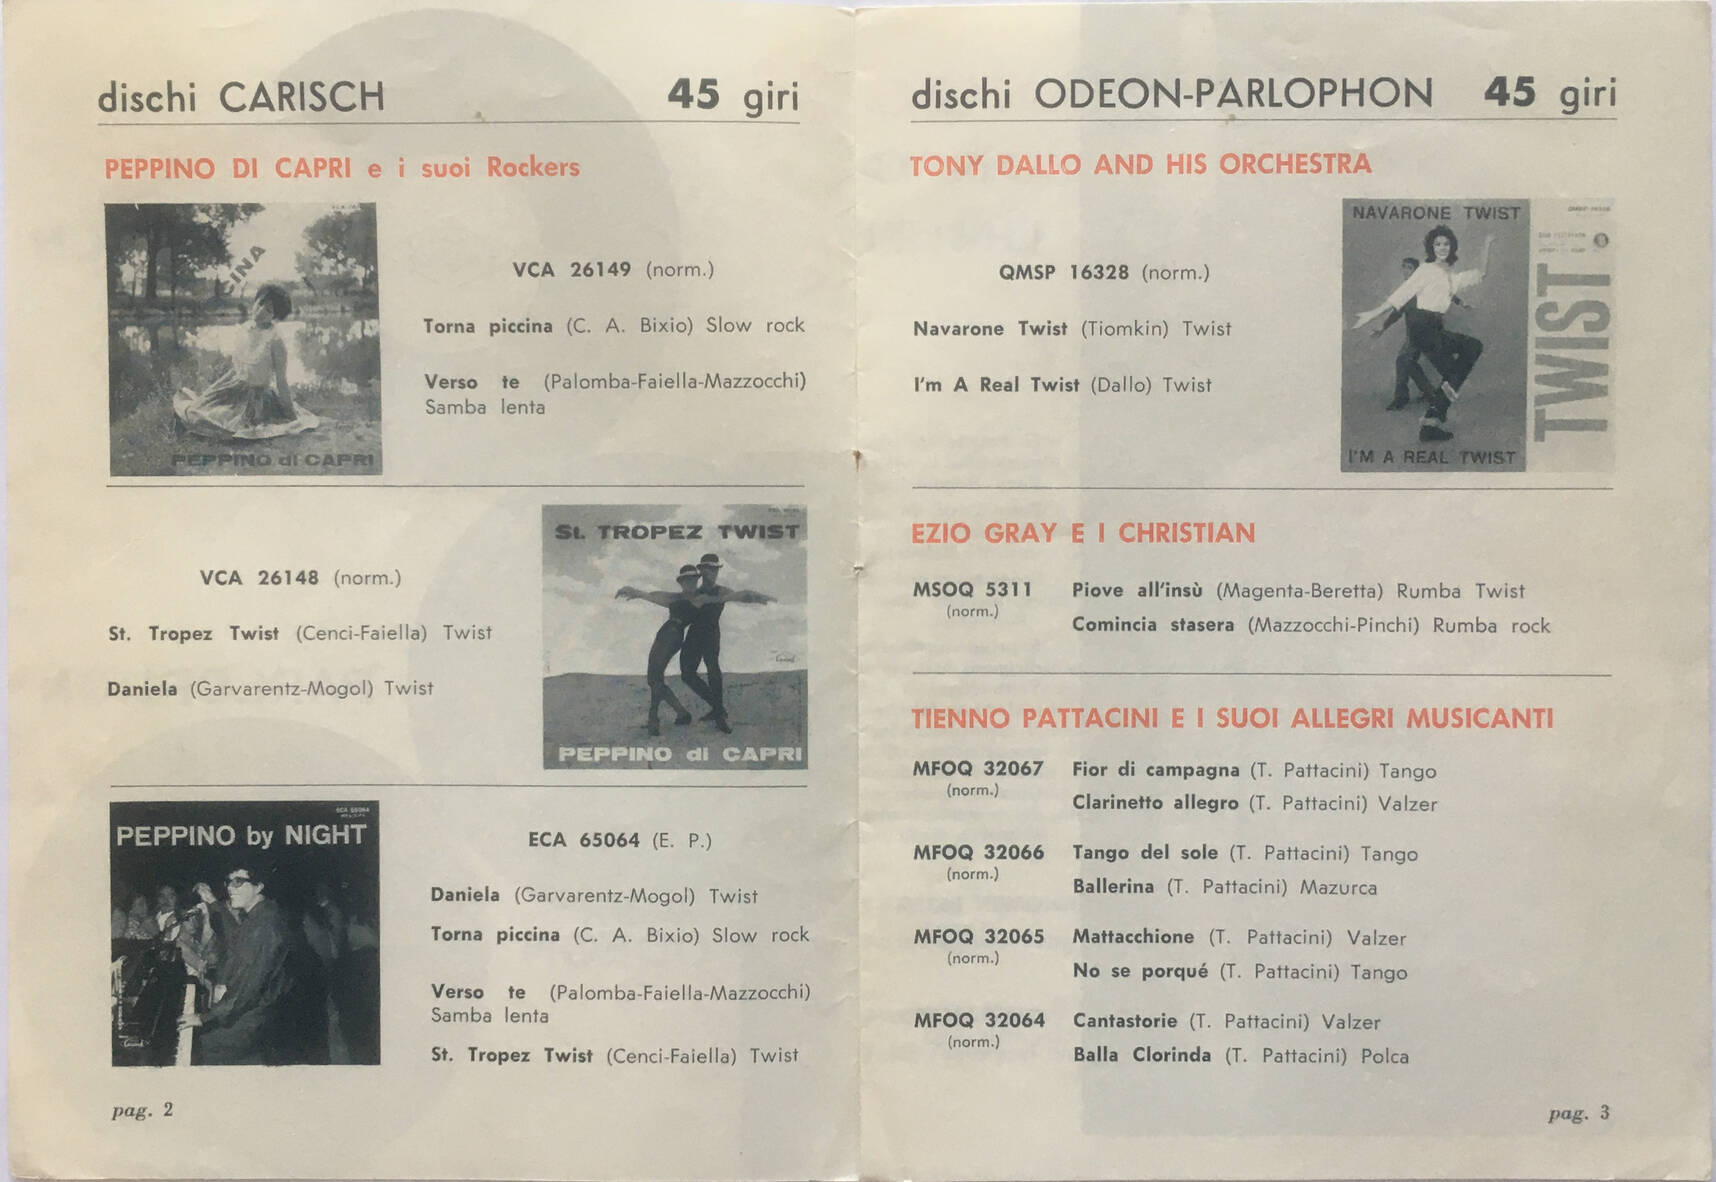 dischi CARISCH 45 giri
PEPPINO DI CAPRI e i suoi Rockers
CINA
PEPPINO di CAPRI
VCA 26149 (norm.)
Torna piccina (C. A. Bixio) Slow rock
Verso te (Palomba-Faiella-Mazzocchi)
Samba lenta
VCA 26148 (norm.)
St. Tropez Twist (Cenci-Faiella) Twist
Daniela (Garvarentz-Mogol) Twist
St. TROPEZ TWIST
PEPPINO di CAPRI
ECA 65064
PEPPINO by NIGHT
ECA 65064 (E. P.)
Daniela (Garvarentz-Mogol) Twist
Torna piccina (C. A. Bixio) Slow rock
Verso te (Palomba-Faiella-Mazzocchi)
Samba lenta
St. Tropez Twist (Cenci-Faiella) Twist
pag. 2
dischi ODEON-PARLOPHON 45 giri
TONY DALLO AND HIS ORCHESTRA
QMSP 16328 (norm.)
Navarone Twist (Tiomkin) Twist
I'm A Real Twist (Dallo) Twist
NAVARONE TWIST
TWIST
I'M A REAL TWIST
EZIO GRAY E I CHRISTIAN
MSOQ 5311 Piove all'insù (Magenta-Beretta) Rumba Twist
(norm.)
Comincia stasera (Mazzocchi-Pinchi) Rumba rock
TIENNO PATTACINI E I SUOI ALLEGRI MUSICANTI
MFOQ 32067 Fior di campagna (T. Pattacini) Tango
(norm.)
Clarinetto allegro (T. Pattacini) Valzer
MFOQ 32066 Tango del sole (T. Pattacini) Tango
(norm.)
Ballerina (T. Pattacini) Mazurca
MFOQ 32065 Mattacchione (T. Pattacini) Valzer
(norm.)
No se porqué (T. Pattacini) Tango
MFOQ 32064 Cantastorie (T. Pattacini) Valzer
(norm.)
Balla Clorinda (T. Pattacini) Polca
pag. 3